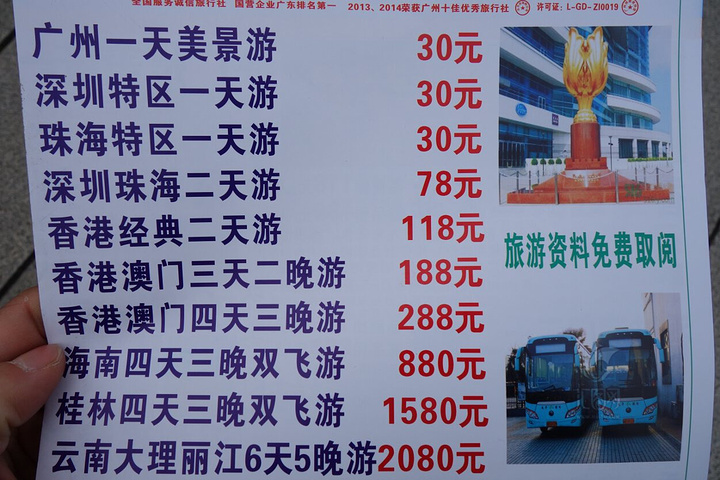 全国服务诚信旅行社 国营企业广东排名第一 2013、2014荣获广州十佳优秀旅行社 许可证：L-GD-ZJ0019
广州一天美景游 30元
深圳特区一天游 30元
珠海特区一天游 30元
深圳珠海二天游 78元
香港经典二天游 118元
香港澳门三天二晚游 188元
香港澳门四天三晚游 288元
海南四天三晚双飞游 880元
桂林四天三晚双飞游 1580元
云南大理丽江6天5晚游2080元
旅游资料免费取阅